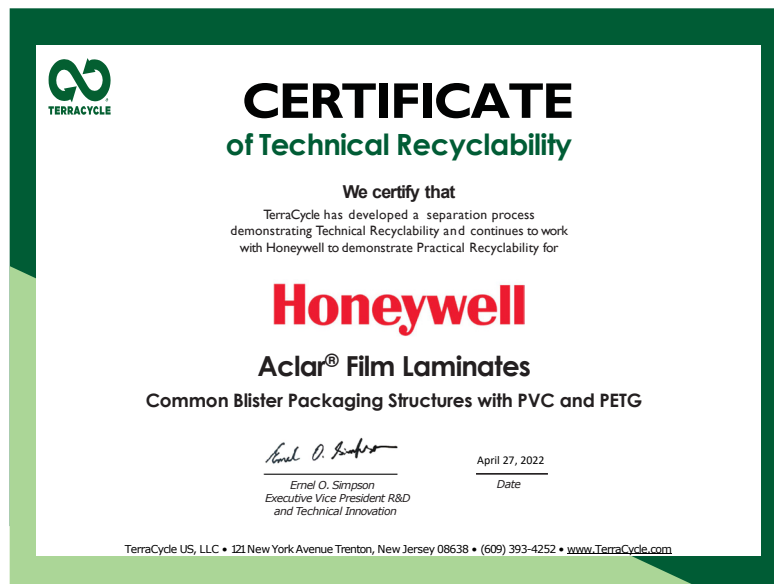 TERRACYCLE
CERTIFICATE
of Technical Recyclability
We certify that
TerraCycle has developed a separation process
demonstrating Technical Recyclability and continues to work
with Honeywell to demonstrate Practical Recyclability for
Honeywell
Aclar® Film Laminates
Common Blister Packaging Structures with PVC and PETG
Ernel O. Simpson
April 27, 2022
Ernel O. Simpson
Date
Executive Vice President R&D
and Technical Innovation
TerraCycle US, LLC • 121 New York Avenue Trenton, New Jersey 08638 • (609) 393-4252 • www.TerraCycle.com